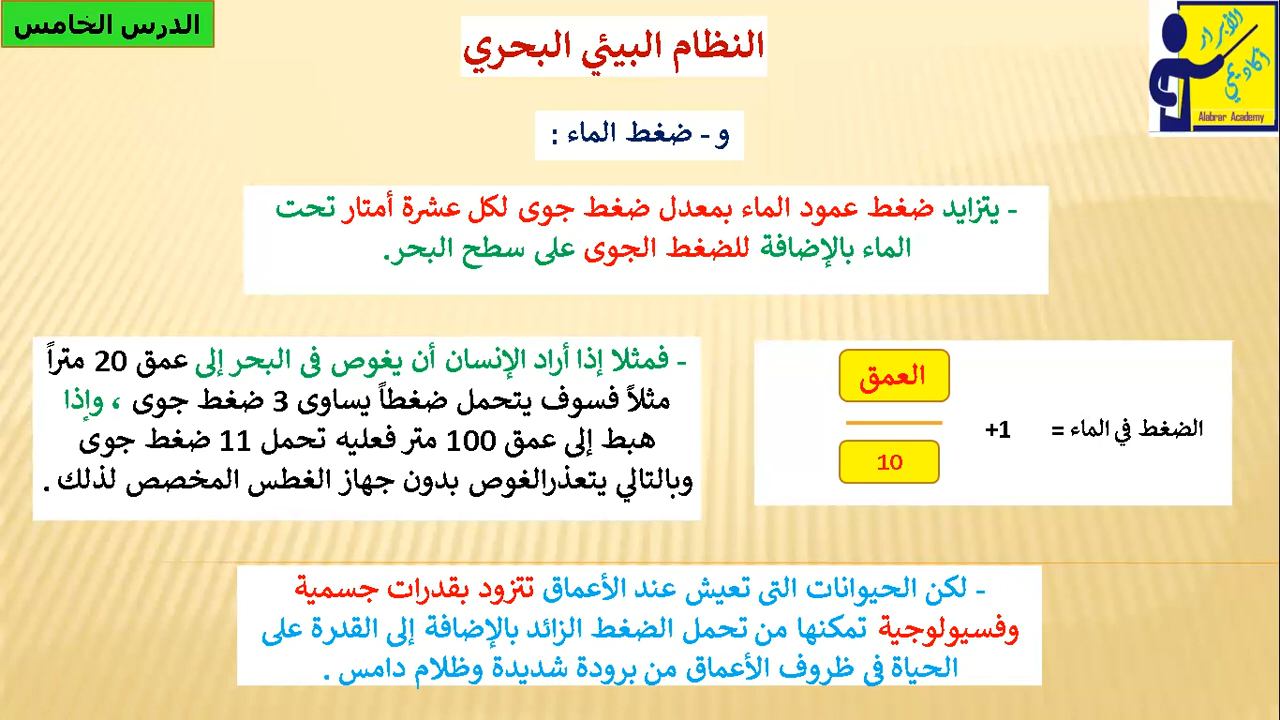 الدرس الخامس
النظام البيئي البحري
الأبرار
أكاديمي
Alabrar Academy
و - ضغط الماء :
- يتزايد ضغط عمود الماء بمعدل ضغط جوى لكل عشرة أمتار تحت
الماء بالإضافة للضغط الجوى على سطح البحر.
الضغط في الماء = 1+
العمق
10
- فمثلا إذا أراد الإنسان أن يغوص فى البحر إلى عمق 20 متراً
مثلاً فسوف يتحمل ضغطاً يساوى 3 ضغط جوى ، وإذا
هبط إلى عمق 100 متر فعليه تحمل 11 ضغط جوى
وبالتالي يتعذرالغوص بدون جهاز الغطس المخصص لذلك .
- لكن الحيوانات التى تعيش عند الأعماق تتزود بقدرات جسمية
وفسيولوجية تمكنها من تحمل الضغط الزائد بالإضافة إلى القدرة على
الحياة فى ظروف الأعماق من برودة شديدة وظلام دامس .